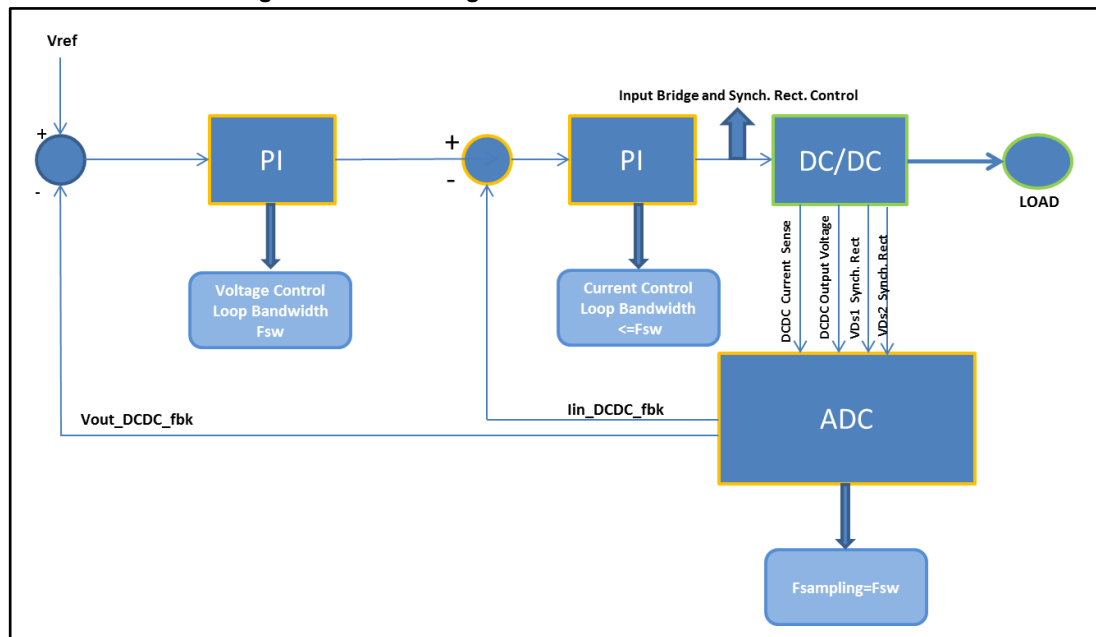 Vref
+
-
PI
Voltage Control
Loop Bandwidth
Fsw
+
-
PI
Current Control
Loop Bandwidth
<=Fsw
Input Bridge and Synch. Rect. Control
DC/DC
LOAD
DCDC Current Sense
DCDC Output Voltage
VDs1 Synch. Rect
VDs2 Synch. Rect
Vout_DCDC_fbk
Iin_DCDC_fbk
ADC
Fsampling=Fsw